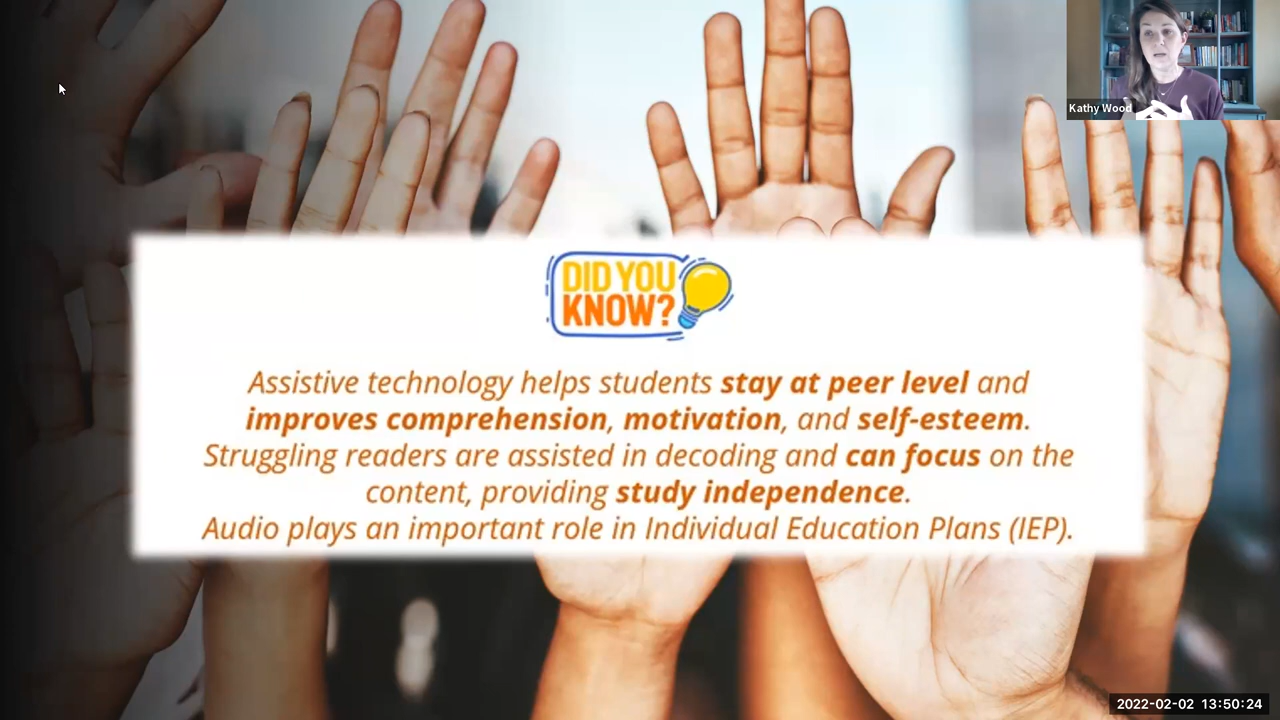 Kathy Wood
DID YOU
KNOW?
Assistive technology helps students stay at peer level and
improves comprehension, motivation, and self-esteem.
Struggling readers are assisted in decoding and can focus on the
content, providing study independence.
Audio plays an important role in Individual Education Plans (IEP).
2022-02-02 13:50:24